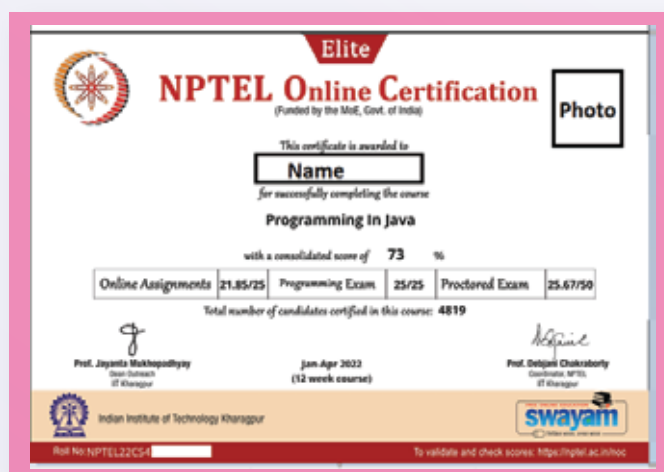 Elite
NPTEL Online Certification
(Funded by the MoE, Govt. of India)
Photo
This certificate is awarded to
Name
for successfully completing the course
Programming In Java
with a consolidated score of 73 %
Online Assignments 21.85/25 Programming Exam 25/25 Proctored Exam 25.67/50
Total number of candidates certified in this course: 4819
Prof. Jayanta Mukhopadhyay
Dean Outreach
IIT Kharagpur
Jan-Apr 2022
(12 week course)
Prof. Debjani Chakraborty
Coordinator, NPTEL
IIT Kharagpur
Indian Institute of Technology Kharagpur
swayam
Roll No:NPTEL22CS4
To validate and check scores: https://nptel.ac.in/noc